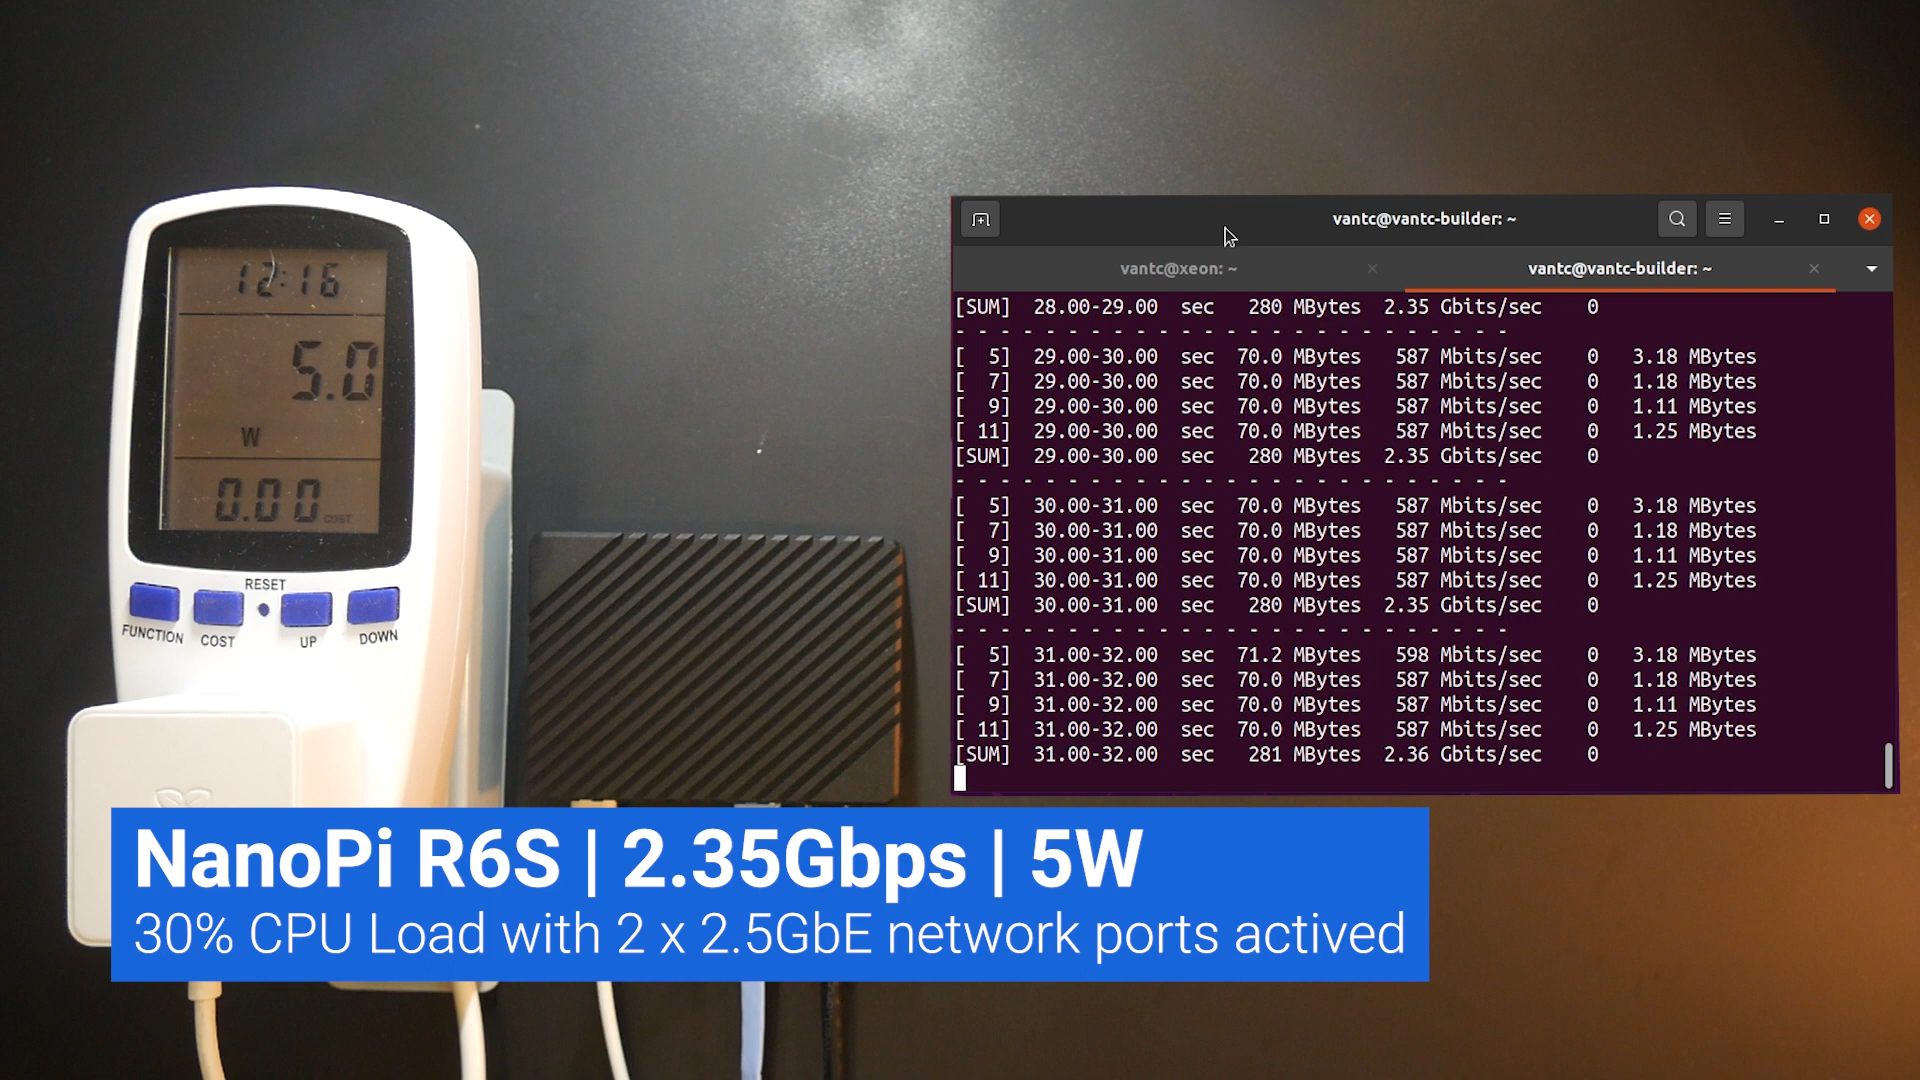 12:16
5.0
W
0.00 COST
RESET
FUNCTION COST UP DOWN
vantc@vantc-builder: ~
vantc@xeon: ~ vantc@vantc-builder: ~
[SUM] 28.00-29.00 sec 280 MBytes 2.35 Gbits/sec 0
- - - - - - - - - - - - - - - - - - - - - - - - -
[ 5] 29.00-30.00 sec 70.0 MBytes 587 Mbits/sec 0 3.18 MBytes
[ 7] 29.00-30.00 sec 70.0 MBytes 587 Mbits/sec 0 1.18 MBytes
[ 9] 29.00-30.00 sec 70.0 MBytes 587 Mbits/sec 0 1.11 MBytes
[ 11] 29.00-30.00 sec 70.0 MBytes 587 Mbits/sec 0 1.25 MBytes
[SUM] 29.00-30.00 sec 280 MBytes 2.35 Gbits/sec 0
- - - - - - - - - - - - - - - - - - - - - - - - -
[ 5] 30.00-31.00 sec 70.0 MBytes 587 Mbits/sec 0 3.18 MBytes
[ 7] 30.00-31.00 sec 70.0 MBytes 587 Mbits/sec 0 1.18 MBytes
[ 9] 30.00-31.00 sec 70.0 MBytes 587 Mbits/sec 0 1.11 MBytes
[ 11] 30.00-31.00 sec 70.0 MBytes 587 Mbits/sec 0 1.25 MBytes
[SUM] 30.00-31.00 sec 280 MBytes 2.35 Gbits/sec 0
- - - - - - - - - - - - - - - - - - - - - - - - -
[ 5] 31.00-32.00 sec 71.2 MBytes 598 Mbits/sec 0 3.18 MBytes
[ 7] 31.00-32.00 sec 70.0 MBytes 587 Mbits/sec 0 1.18 MBytes
[ 9] 31.00-32.00 sec 70.0 MBytes 587 Mbits/sec 0 1.11 MBytes
[ 11] 31.00-32.00 sec 70.0 MBytes 587 Mbits/sec 0 1.25 MBytes
[SUM] 31.00-32.00 sec 281 MBytes 2.36 Gbits/sec 0
NanoPi R6S | 2.35Gbps | 5W
30% CPU Load with 2 x 2.5GbE network ports actived